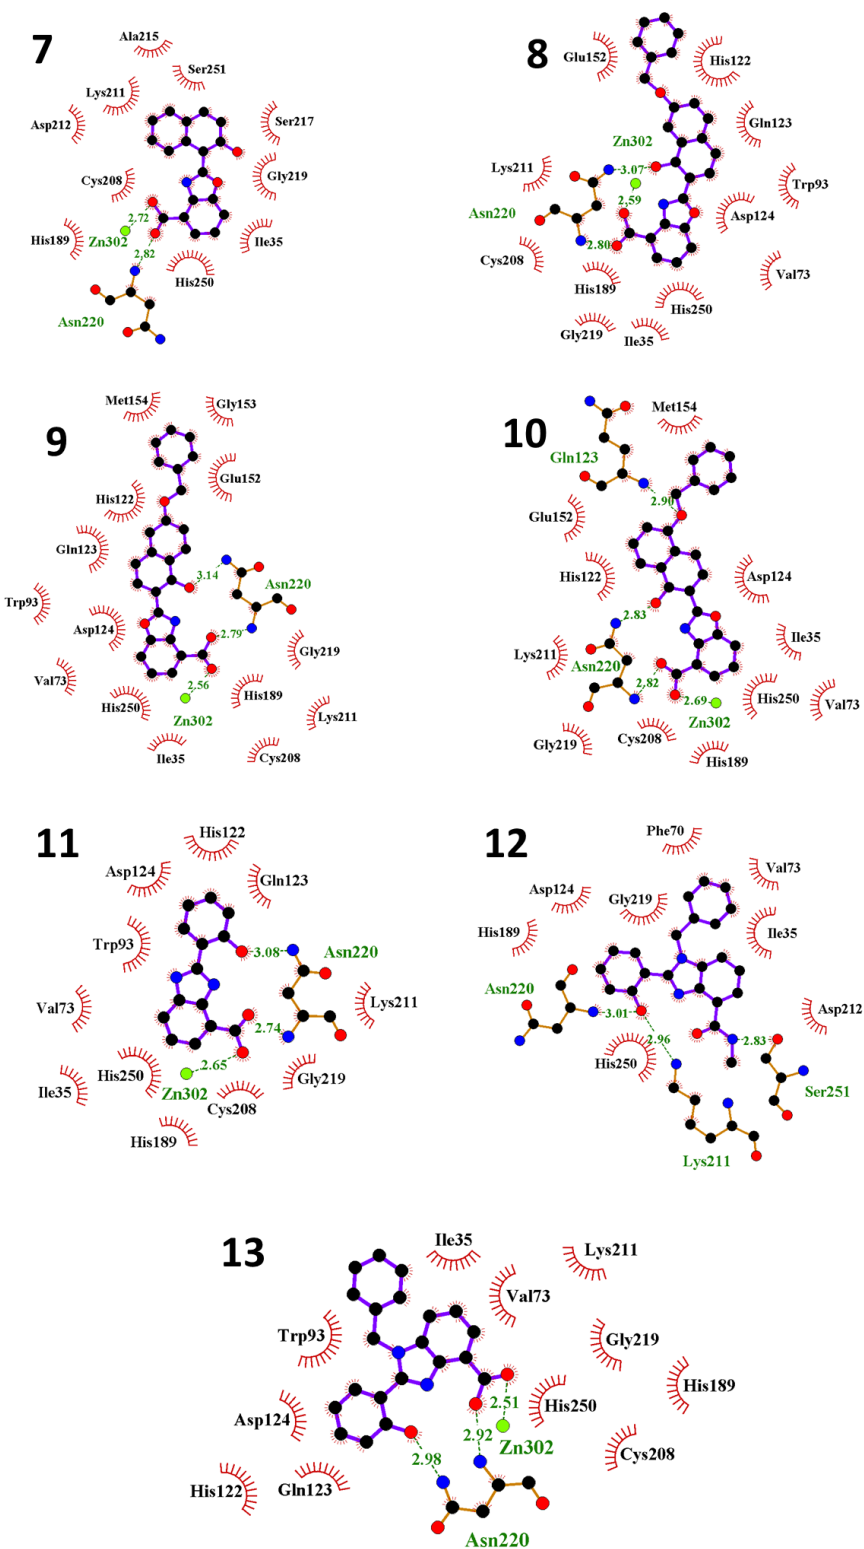 7
Ala215
Ser251
Lys211
Asp212
Ser217
Cys208
Gly219
2.72
His189
Zn302
Ile35
2.82
His250
Asn220
8
Glu152
His122
Gln123
Zn302
3.07
Lys211
Trp93
2.59
Asn220
Asp124
2.80
Cys208
His189
Val73
His250
Gly219
Ile35
9
Met154
Gly153
Glu152
His122
Gln123
3.14
Asn220
Trp93
Asp124
2.79
Gly219
Val73
2.56
His189
His250
Zn302
Lys211
Ile35
Cys208
10
Met154
Gln123
2.90
Glu152
His122
Asp124
2.83
Ile35
Lys211
Asn220
2.82
His250
2.69
Val73
Zn302
Cys208
Gly219
His189
11
His122
Asp124
Gln123
Trp93
3.08
Asn220
Val73
Lys211
2.74
2.65
His250
Gly219
Ile35
Zn302
Cys208
His189
12
Phe70
Val73
Asp124
Gly219
His189
Ile35
Asn220
3.01
Asp212
2.96
2.83
His250
Ser251
Lys211
13
Ile35
Lys211
Val73
Trp93
Gly219
His189
2.51
His250
Asp124
2.92
Zn302
Cys208
2.98
His122
Gln123
Asn220